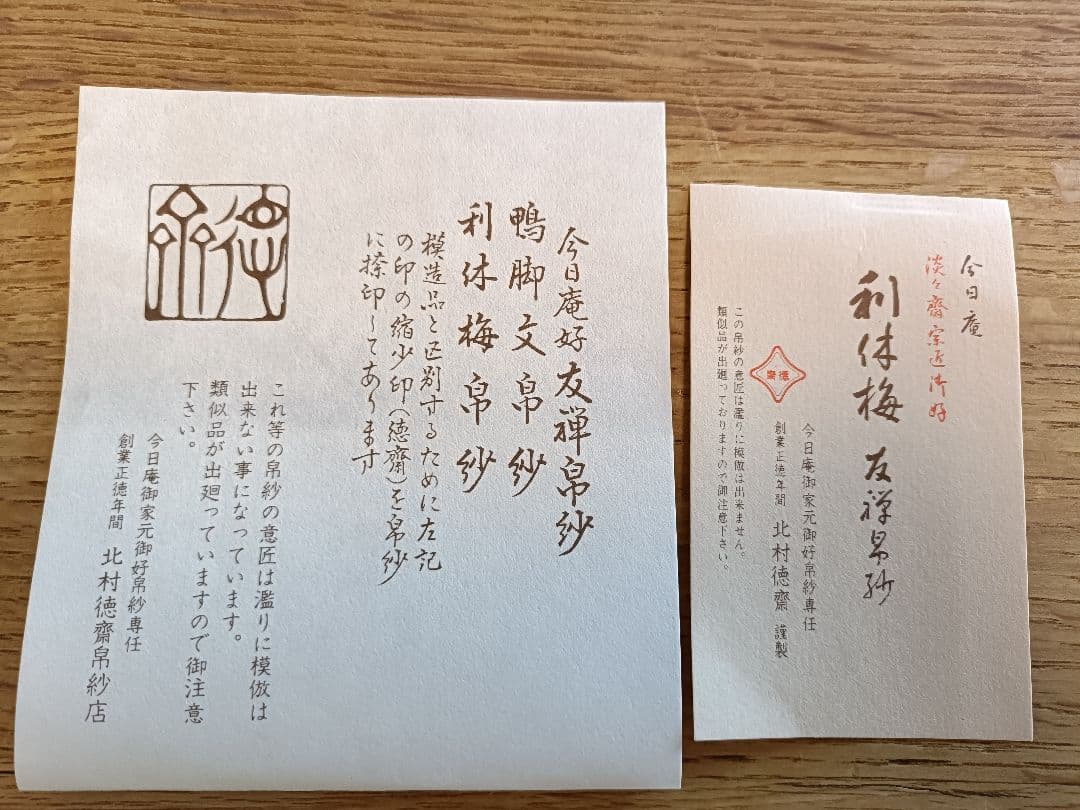 今日庵好友禅帛紗
鴨脚文帛紗
利休梅帛紗
模造品と区別するために左記
の印の縮少印(徳齋)を帛紗
に捺印してあります
徳齋
これ等の帛紗の意匠は濫りに模倣は
出来ない事になっています。
類似品が出廻っていますので御注意
下さい。
今日庵御家元御好帛紗専任
創業正徳年間 北村徳齋帛紗店
今日庵
淡々齋宗匠御好
利休梅 友禅帛紗
徳齋
この帛紗の意匠は濫りに模倣は出来ません。
類似品が出廻っておりますので御注意下さい。
今日庵御家元御好帛紗専任
創業正徳年間 北村徳齋 謹製